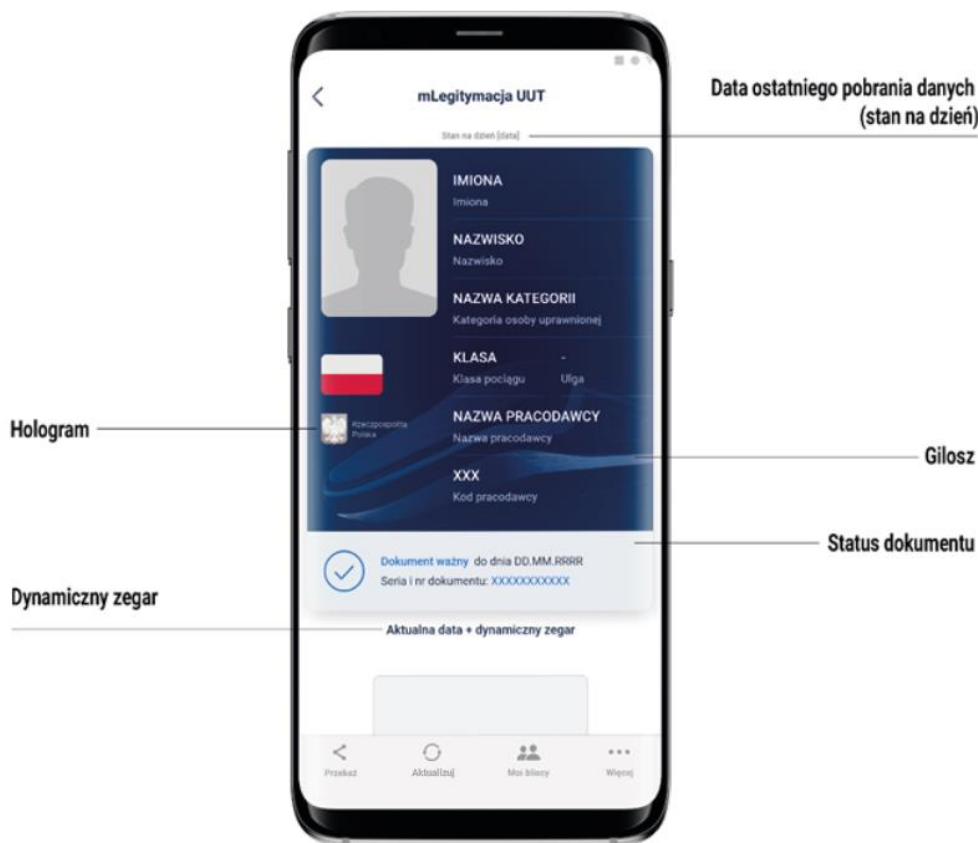 mLegitymacja UUT
Data ostatniego pobrania danych
(stan na dzień)
Stan na dzień [data]
IMIONA
Imiona
NAZWISKO
Nazwisko
NAZWA KATEGORII
Kategoria osoby uprawnionej
KLASA -
Klasa pociągu Ulga
NAZWA PRACODAWCY
Nazwa pracodawcy
Hologram
Rzeczpospolita
Polska
Gilosz
XXX
Kod pracodawcy
Status dokumentu
Dokument ważny do dnia DD.MM.RRRR
Seria i nr dokumentu: XXXXXXXXXXX
Dynamiczny zegar
Aktualna data + dynamiczny zegar
Przekaż Aktualizuj Moi bliscy Więcej